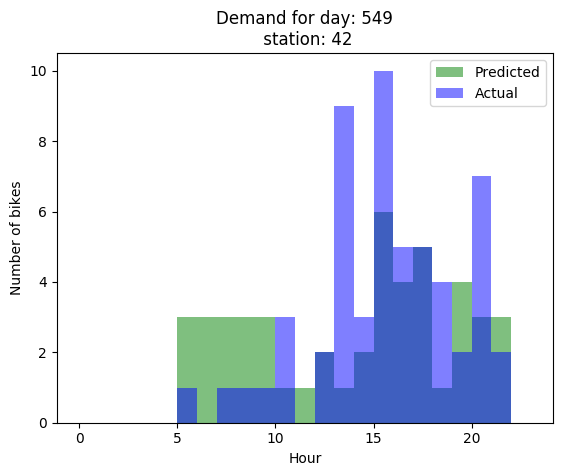 Demand for day: 549
station: 42
Predicted
Actual
Number of bikes
10
8
6
4
2
0
0 5 10 15 20
Hour